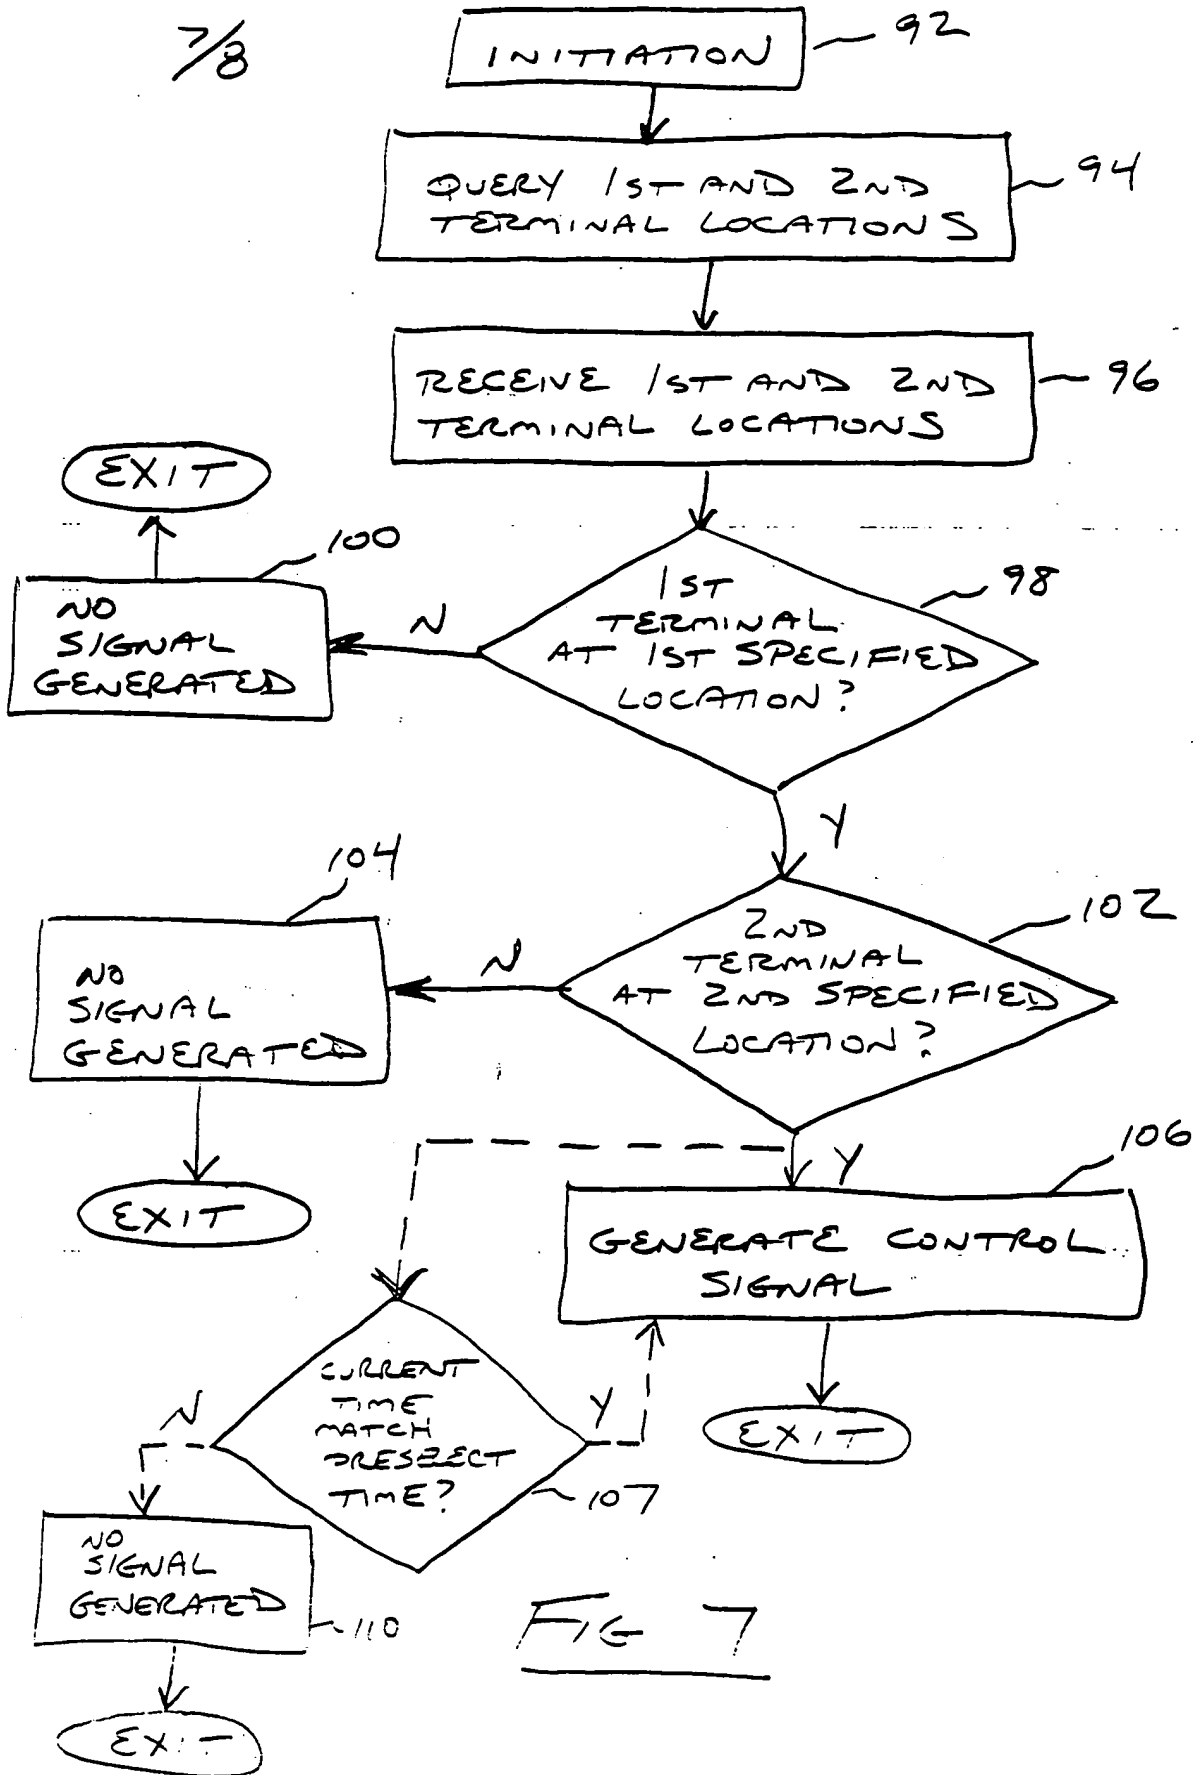 7/8
INITIATION
92
QUERY 1ST AND 2ND
TERMINAL LOCATIONS
94
RECEIVE 1ST AND 2ND
TERMINAL LOCATIONS
96
EXIT
100
NO
SIGNAL
GENERATED
N
1ST
TERMINAL
AT 1ST SPECIFIED
LOCATION?
98
Y
104
NO
SIGNAL
GENERATED
N
2ND
TERMINAL
AT 2ND SPECIFIED
LOCATION?
102
EXIT
Y
106
GENERATE CONTROL
SIGNAL
CURRENT
TIME
MATCH
PRESELECT
TIME?
N
Y
107
EXIT
NO
SIGNAL
GENERATED
110
EXIT
FIG 7